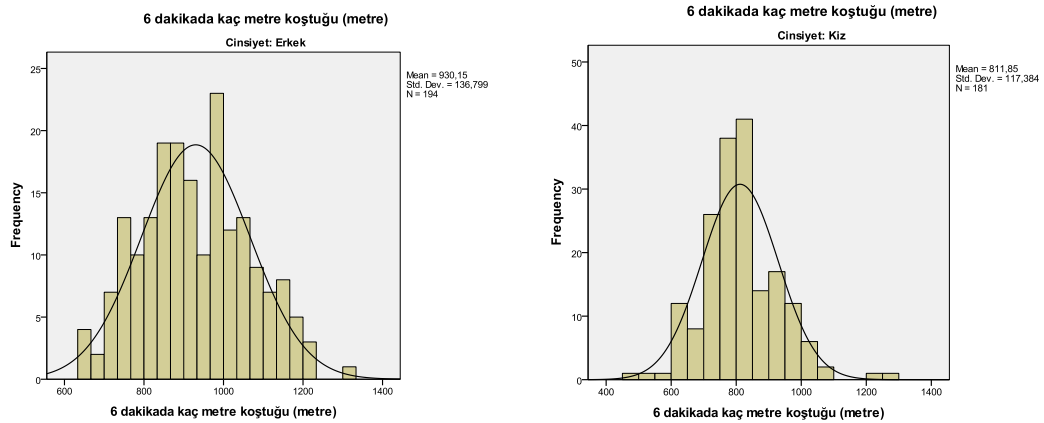 6 dakikada kaç metre koştuğu (metre)
Cinsiyet: Erkek
Mean = 930,15
Std. Dev. = 136,799
N = 194
Frequency
25
20
15
10
5
0
600 800 1000 1200 1400
6 dakikada kaç metre koştuğu (metre)
6 dakikada kaç metre koştuğu (metre)
Cinsiyet: Kiz
Mean = 811,85
Std. Dev. = 117,384
N = 181
Frequency
50
40
30
20
10
0
400 600 800 1000 1200 1400
6 dakikada kaç metre koştuğu (metre)